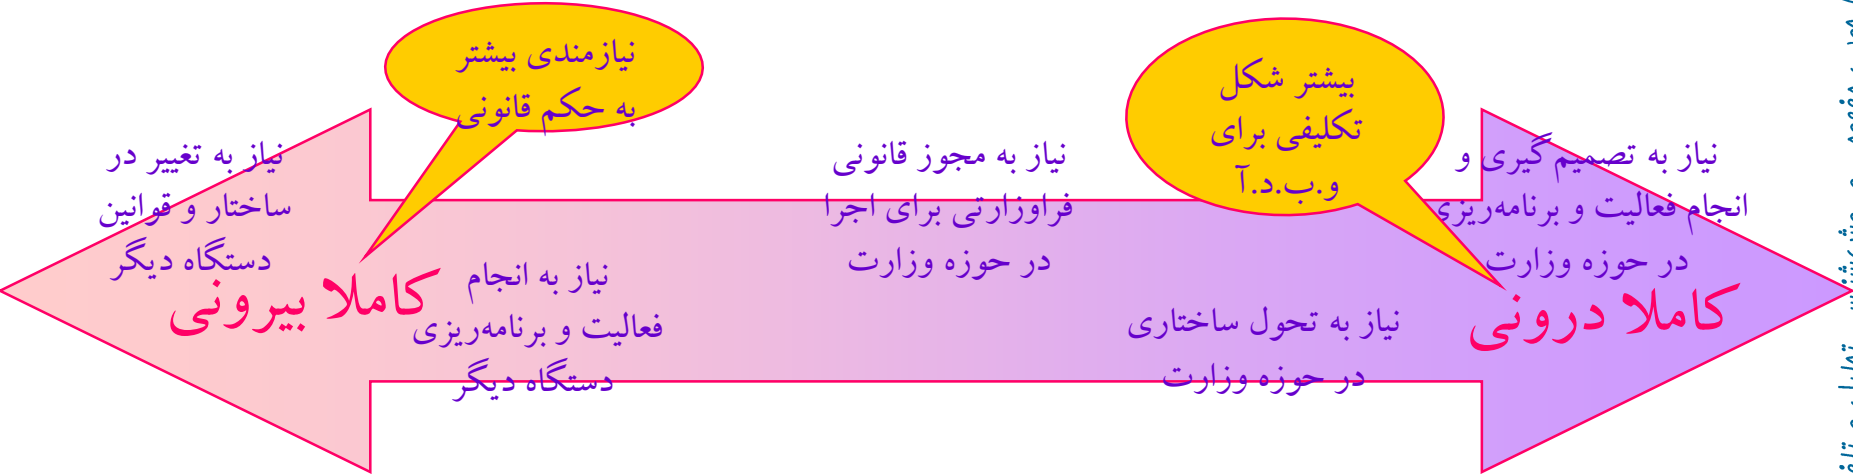 نیاز به تصمیم‌گیری و
انجام فعالیت و برنامه‌ریزی
در حوزه وزارت
کاملا درونی
بیشتر شکل
تکلیفی برای
و.ب.د.آ
نیاز به تحول ساختاری
در حوزه وزارت
نیاز به مجوز قانونی
فراوزارتی برای اجرا
در حوزه وزارت
نیازمندی بیشتر
به حکم قانونی
نیاز به انجام
فعالیت و برنامه‌ریزی
دستگاه دیگر
نیاز به تغییر در
ساختار و قوانین
دستگاه دیگر
کاملا بیرونی